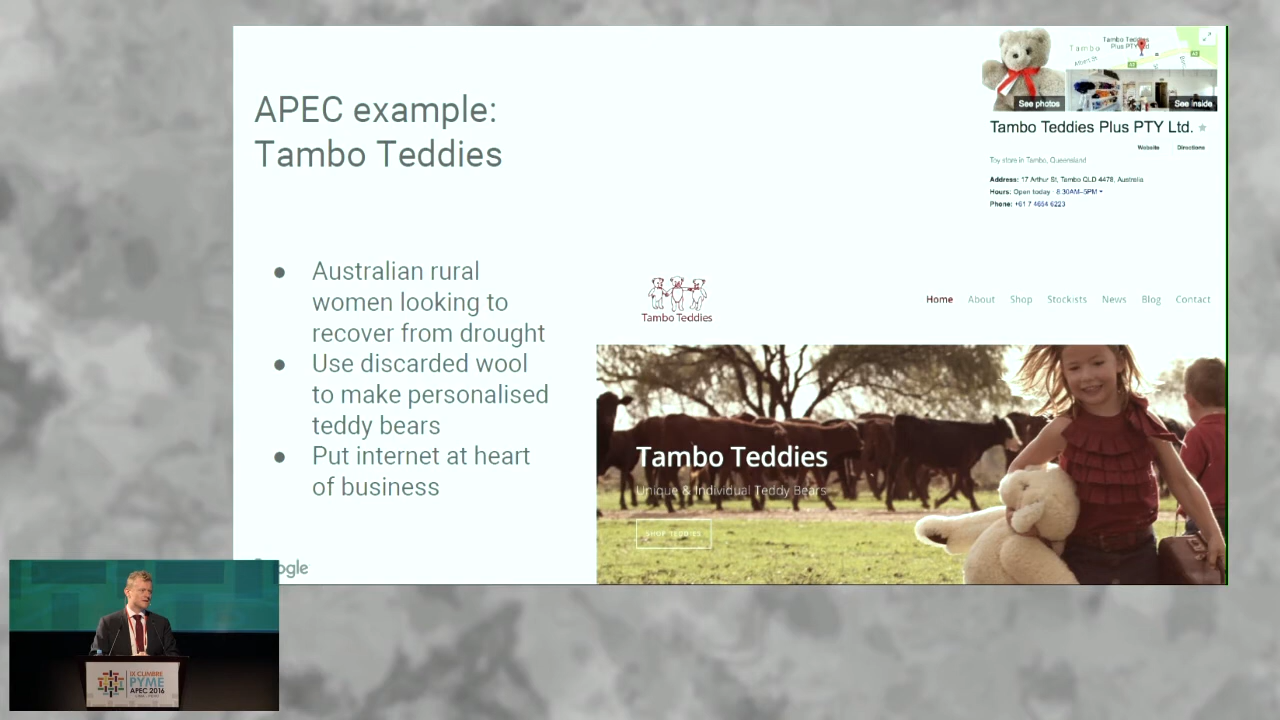 APEC example:
Tambo Teddies
● Australian rural
women looking to
recover from drought
● Use discarded wool
to make personalised
teddy bears
● Put internet at heart
of business
Tambo Teddies
Plus PTY Ltd
Tambo
See photos
See inside
Tambo Teddies Plus PTY Ltd.
Website Directions
Toy store in Tambo, Queensland
Address: 17 Arthur St, Tambo QLD 4478, Australia
Hours: Open today · 8:30AM–5PM
Phone: +61 7 4654 6223
Tambo Teddies
Home About Shop Stockists News Blog Contact
Tambo Teddies
Unique & Individual Teddy Bears
SHOP TEDDIES
ogle
IX CUMBRE
PYME
APEC 2016